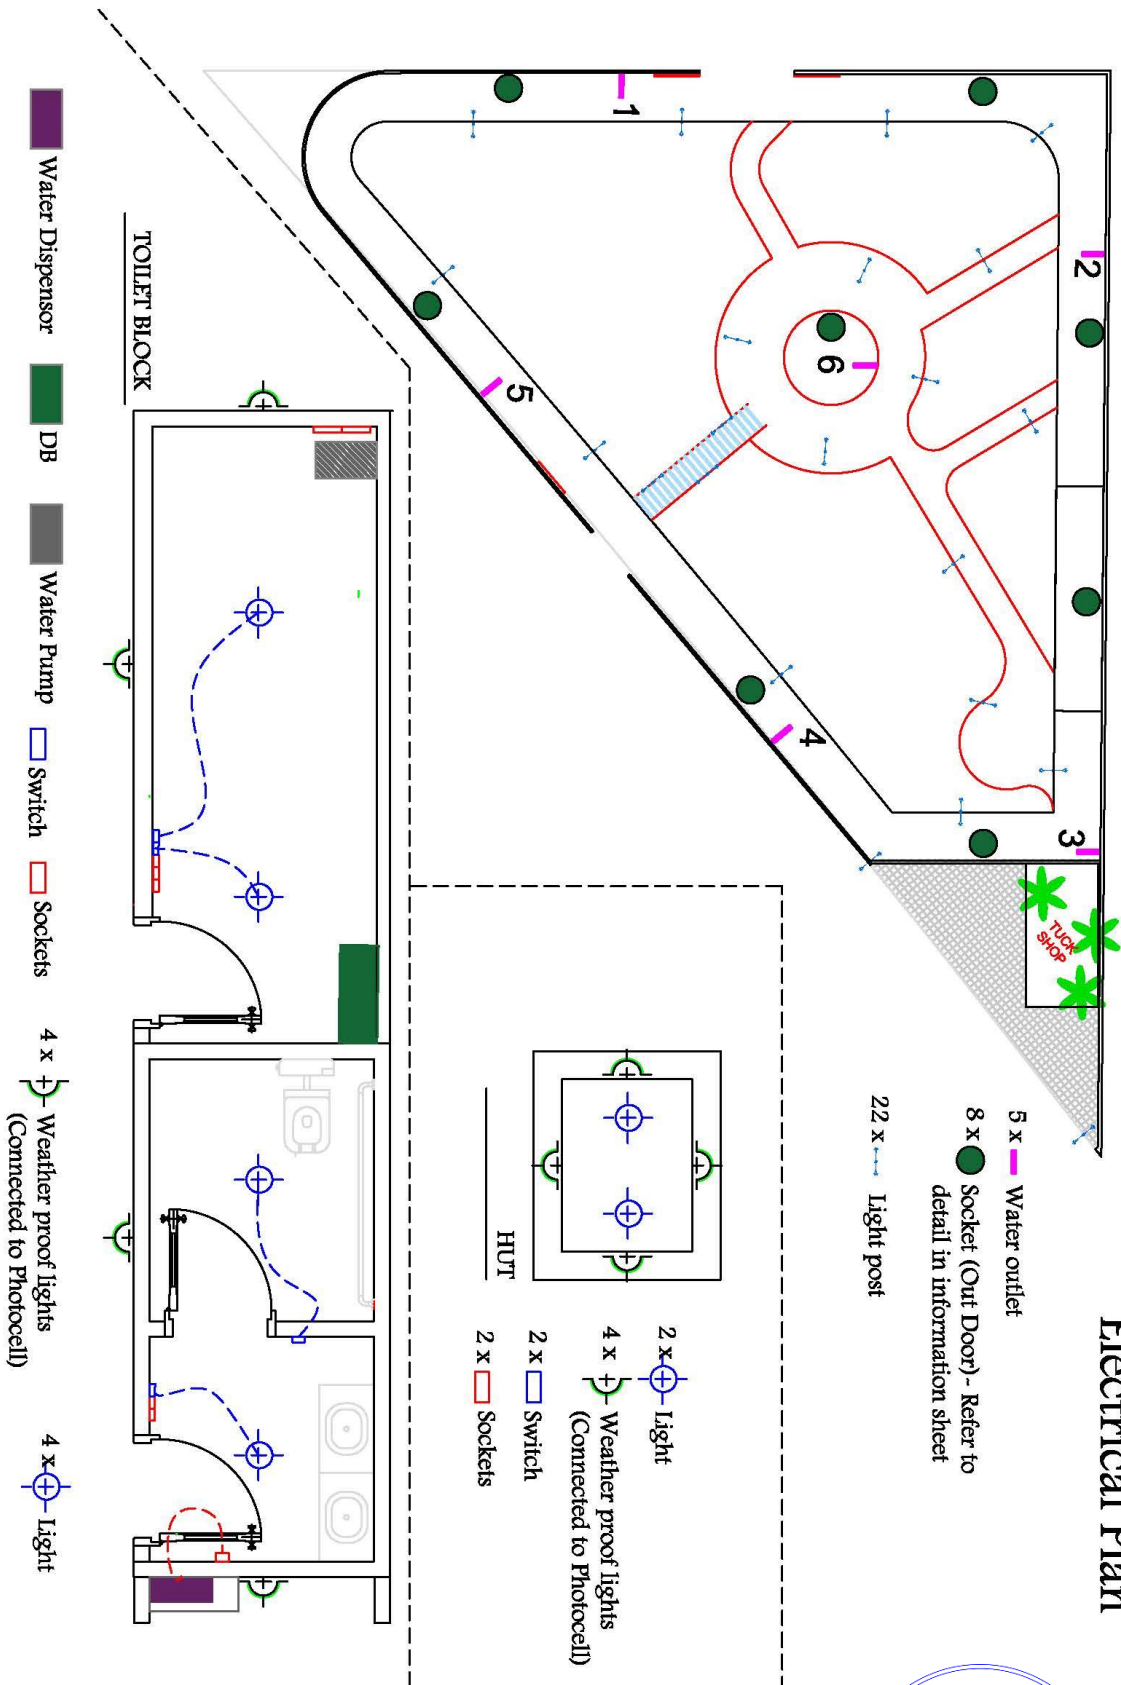 Electrical Plan
5 x Water outlet
8 x Socket (Out Door) - Refer to
detail in information sheet
22 x Light post
TUCK
SHOP
1
2
3
4
5
6
HUT
2 x Light
4 x Weather proof lights
(Connected to Photocell)
2 x Switch
2 x Sockets
TOILET BLOCK
Water Dispensor
DB
Water Pump
Switch
Sockets
4 x Weather proof lights
(Connected to Photocell)
4 x Light